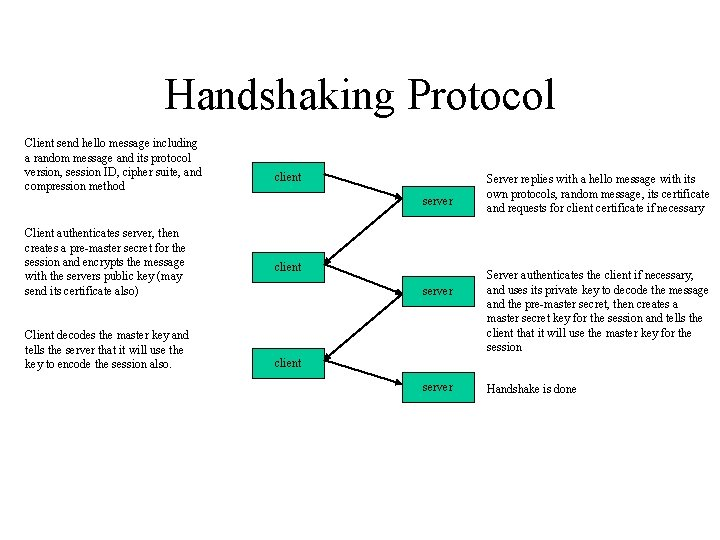 Handshaking Protocol
Client send hello message including
a random message and its protocol
version, session ID, cipher suite, and
compression method
client
server
Server replies with a hello message with its
own protocols, random message, its certificate
and requests for client certificate if necessary
Client authenticates server, then
creates a pre-master secret for the
session and encrypts the message
with the servers public key (may
send its certificate also)
client
server
Server authenticates the client if necessary,
and uses its private key to decode the message
and the pre-master secret, then creates a
master secret key for the session and tells the
client that it will use the master key for the
session
Client decodes the master key and
tells the server that it will use the
key to encode the session also.
client
server
Handshake is done